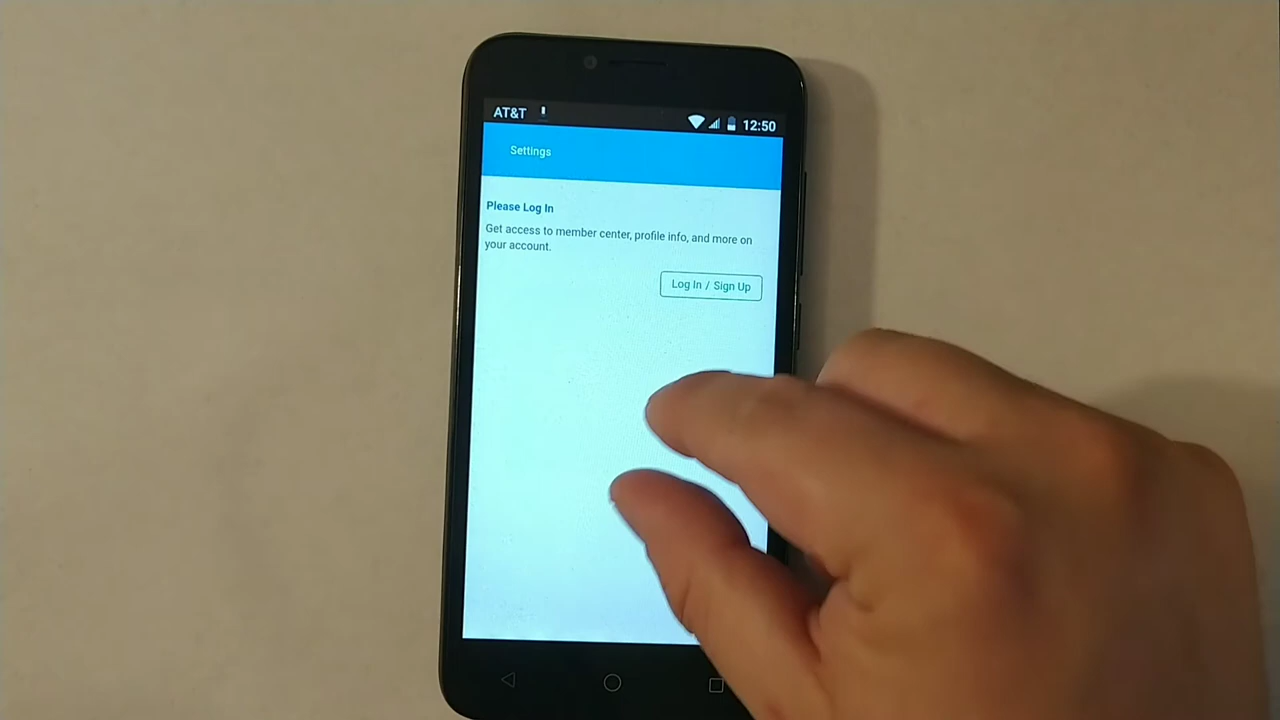 AT&T 12:50
Settings
Please Log In
Get access to member center, profile info, and more on
your account.
Log In / Sign Up